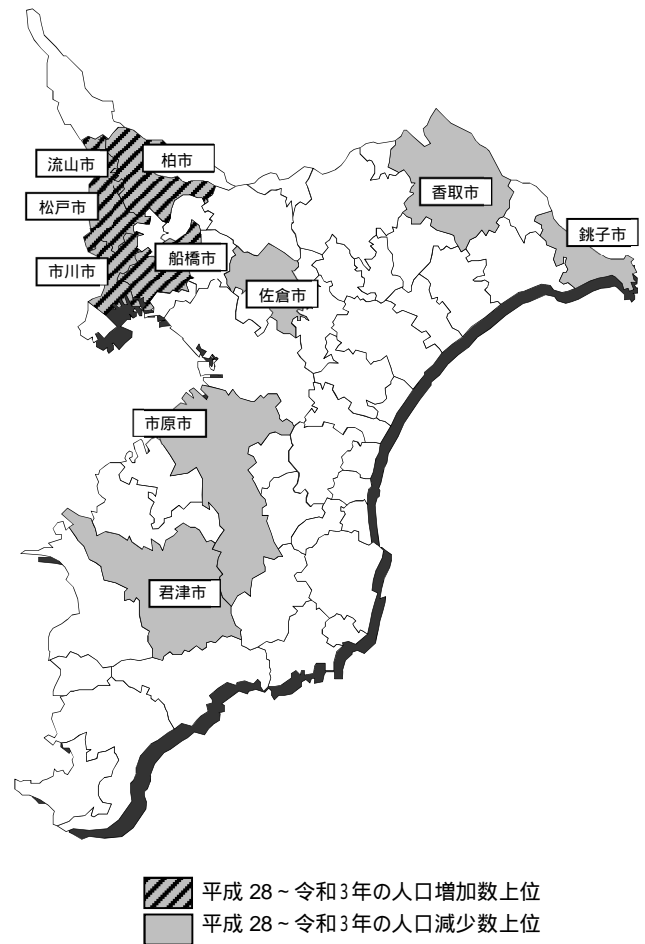 流山市
柏市
松戸市
香取市
銚子市
船橋市
市川市
佐倉市
市原市
君津市
平成 28 ~ 令和3年の人口増加数上位
平成 28 ~ 令和3年の人口減少数上位